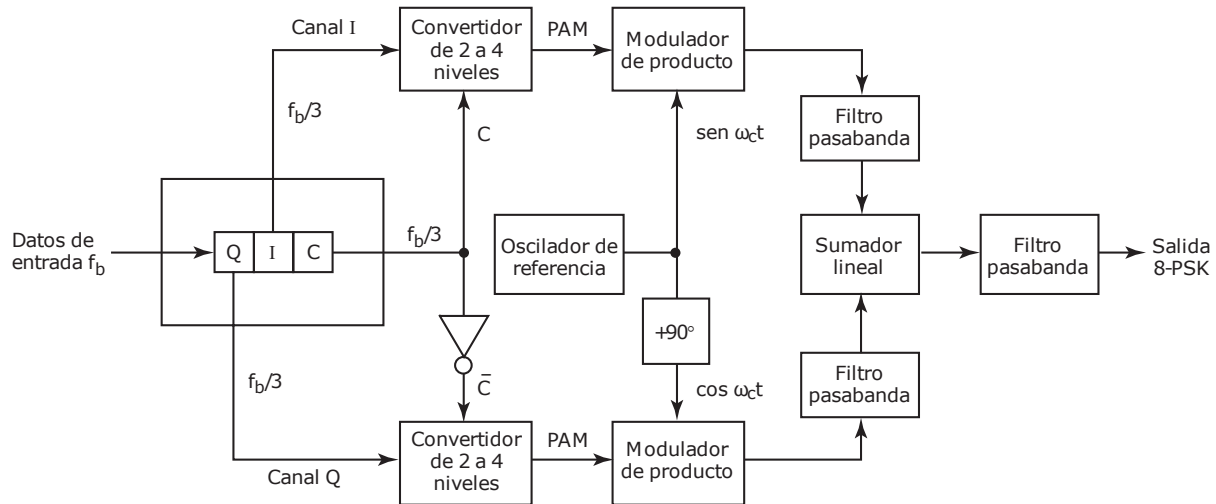 Canal I
Convertidor
de 2 a 4
niveles
PAM
Modulador
de producto
f_b/3
C
sen ω_ct
Filtro
pasabanda
Datos de
entrada f_b
Q I C
f_b/3
Oscilador de
referencia
Sumador
lineal
Filtro
pasabanda
Salida
8-PSK
+90°
f_b/3
C̄
cos ω_ct
Filtro
pasabanda
Canal Q
Convertidor
de 2 a 4
niveles
PAM
Modulador
de producto